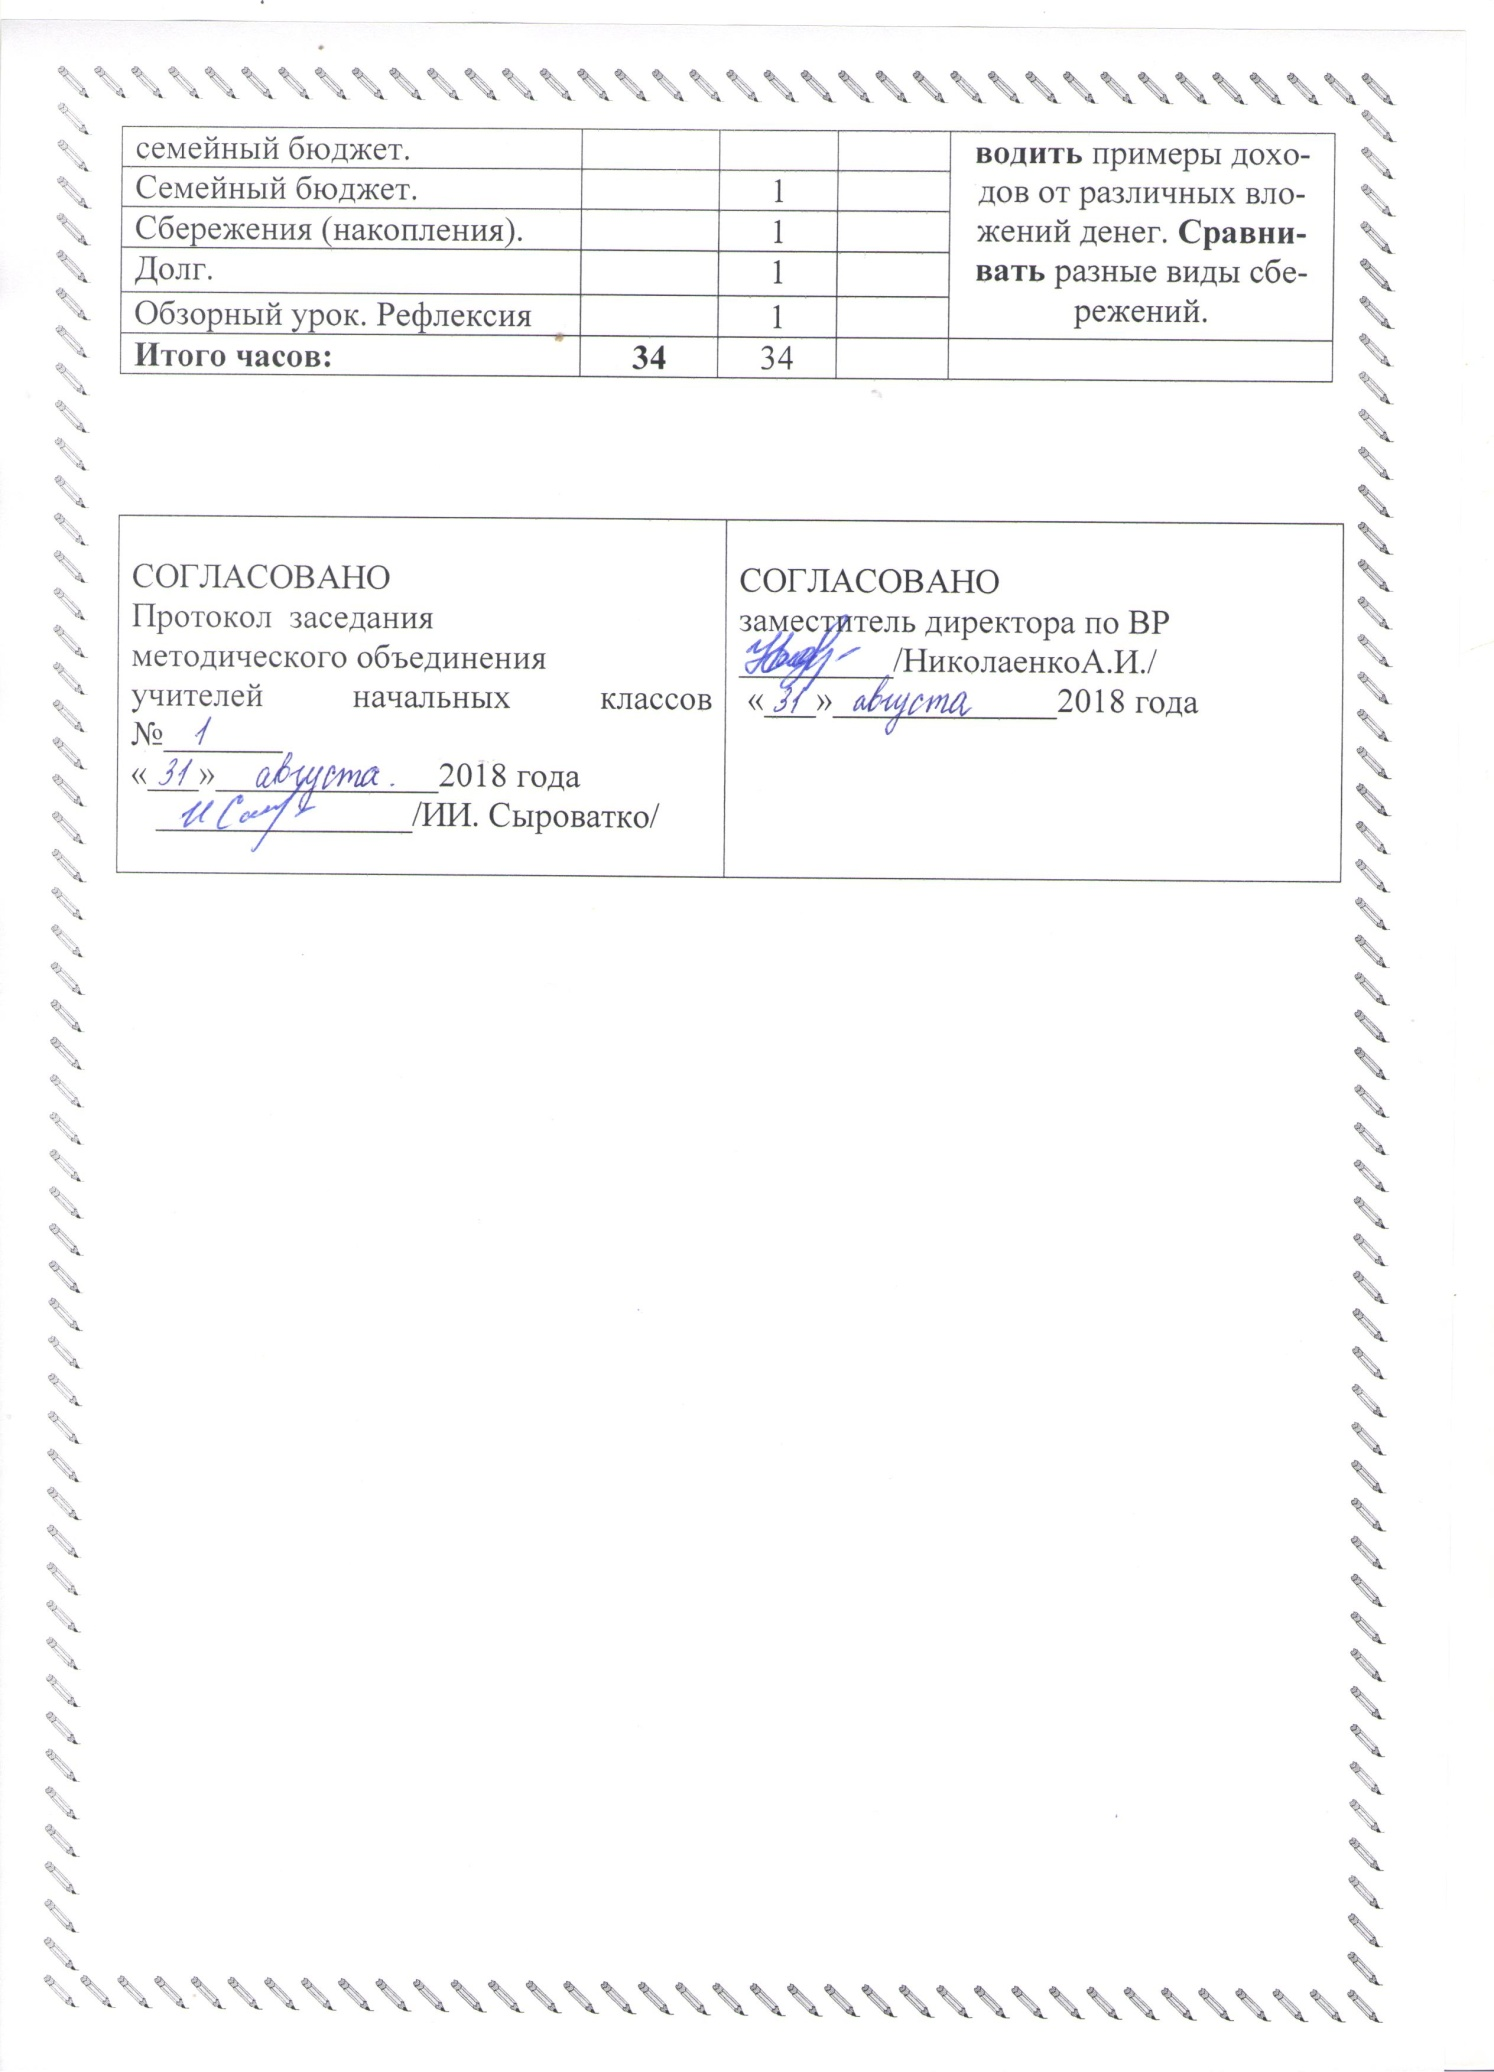 семейный бюджет.
Семейный бюджет. 1
Сбережения (накопления). 1
Долг. 1
Обзорный урок. Рефлексия 1
водить примеры дохо-
дов от различных вло-
жений денег. Сравни-
вать разные виды сбе-
режений.
Итого часов: 34 34
СОГЛАСОВАНО
Протокол заседания
методического объединения
учителей начальных классов
№ 1
«31» августа. 2018 года
/ИИ. Сыроватко/
СОГЛАСОВАНО
заместитель директора по ВР
/НиколаенкоА.И./
«31» августа 2018 года